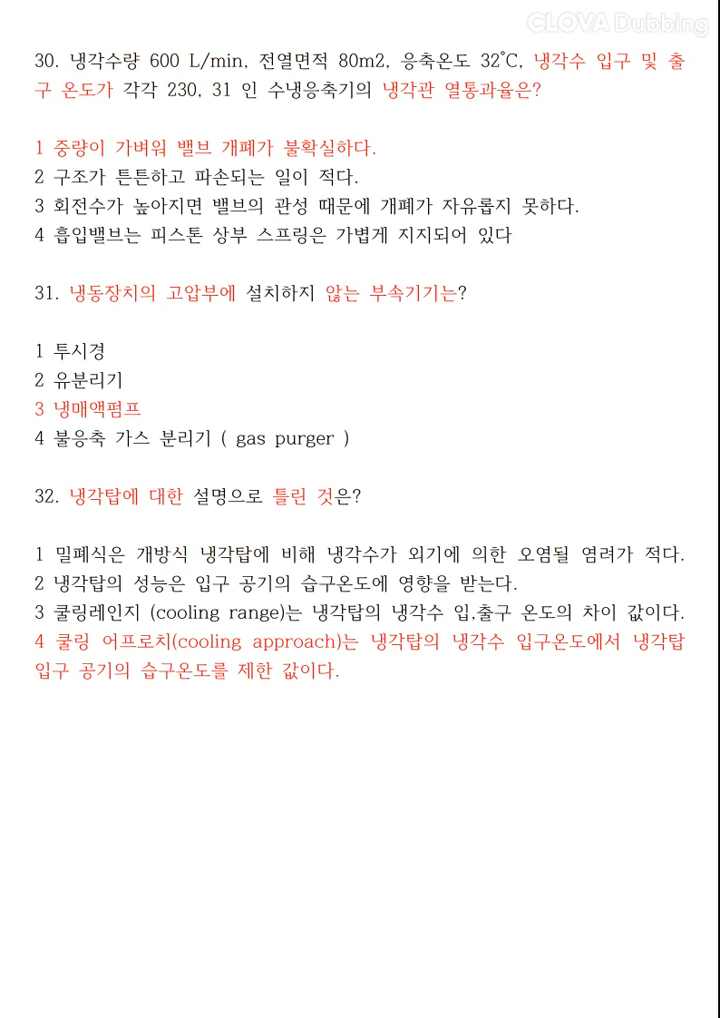 CLOVA Dubbing
30. 냉각수량 600 L/min, 전열면적 80m2, 응축온도 32˚C, 냉각수 입구 및 출
구 온도가 각각 230, 31 인 수냉응축기의 냉각관 열통과율은?
1 중량이 가벼워 밸브 개폐가 불확실하다.
2 구조가 튼튼하고 파손되는 일이 적다.
3 회전수가 높아지면 밸브의 관성 때문에 개폐가 자유롭지 못하다.
4 흡입밸브는 피스톤 상부 스프링은 가볍게 지지되어 있다
31. 냉동장치의 고압부에 설치하지 않는 부속기기는?
1 투시경
2 유분리기
3 냉매액펌프
4 불응축 가스 분리기 ( gas purger )
32. 냉각탑에 대한 설명으로 틀린 것은?
1 밀폐식은 개방식 냉각탑에 비해 냉각수가 외기에 의한 오염될 염려가 적다.
2 냉각탑의 성능은 입구 공기의 습구온도에 영향을 받는다.
3 쿨링레인지 (cooling range)는 냉각탑의 냉각수 입,출구 온도의 차이 값이다.
4 쿨링 어프로치(cooling approach)는 냉각탑의 냉각수 입구온도에서 냉각탑
입구 공기의 습구온도를 제한 값이다.